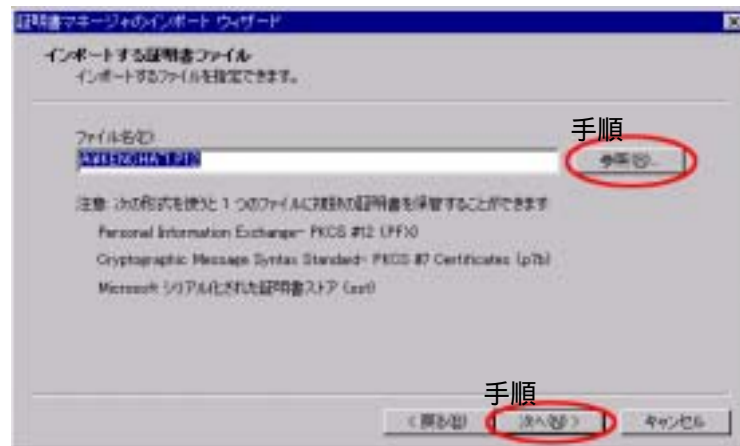 証明書マネージャのインポート ウィザード
インポートする証明書ファイル
インポートするファイルを指定できます。
手順
ファイル名(F)
参照(R)...
注意: 次の形式を使うと 1 つのファイルに複数の証明書を保管することができます
Personal Information Exchange- PKCS #12 (PFX)
Cryptographic Message Syntax Standard- PKCS #7 Certificates (p7b)
Microsoft シリアル化された証明書ストア (sst)
手順
< 戻る(B)
次へ(N) >
キャンセル